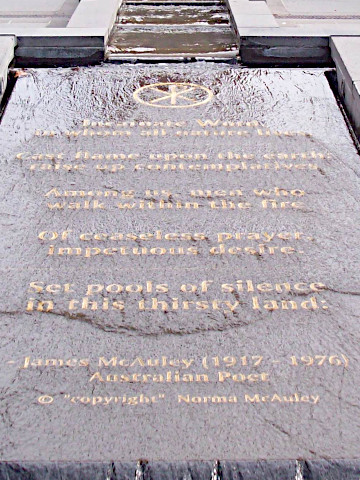 Incarnate Word,
in whom all nature lives
Cast flame upon the earth:
raise up contemplatives
Among us, men who
walk within the fire
Of ceaseless prayer,
impetuous desire.
Set pools of silence
in this thirsty land:
- James McAuley (1917 - 1976)
Australian Poet
© "copyright" Norma McAuley